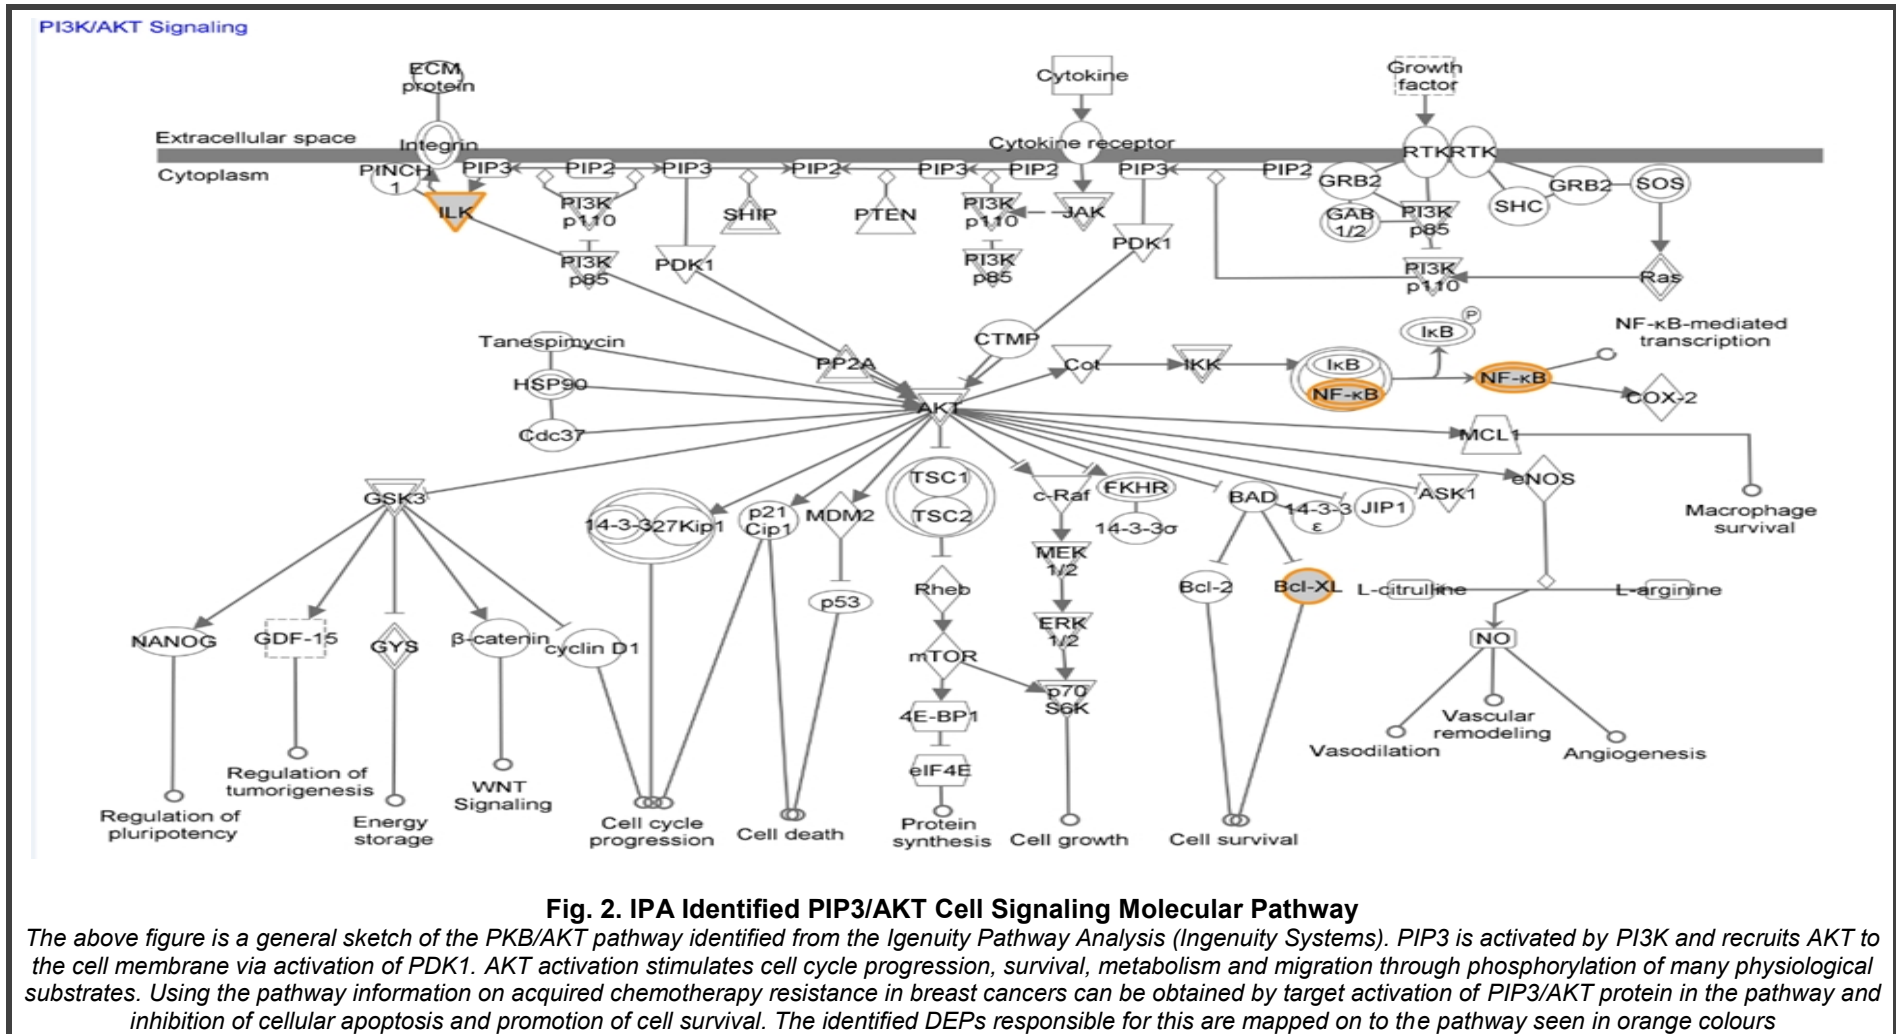 PI3K/AKT Signaling
ECM
protein
Cytokine
Growth
factor
Extracellular space
Integrin
Cytokine receptor
RTK
RTK
Cytoplasm
PINCH
1
PIP3
PIP2
PIP3
PIP2
PIP3
PIP2
PIP3
PIP2
GRB2
GRB2
SOS
ILK
PI3K
p110
SHIP
PTEN
PI3K
p110
JAK
GAB
1/2
PI3K
p85
SHC
PI3K
p85
PDK1
PI3K
p85
PDK1
PI3K
p110
Ras
Tanespimycin
PP2A
CTMP
Cot
IKK
IκB
NF-κB
IκB
P
NF-κB
NF-κB-mediated
transcription
COX-2
HSP90
Cdc37
AKT
MCL1
Macrophage
survival
GSK3
14-3-3
27Kip1
p21
Cip1
MDM2
TSC1
TSC2
c-Raf
FKHR
14-3-3σ
BAD
14-3-3
ε
JIP1
ASK1
eNOS
MEK
1/2
p53
Rheb
Bcl-2
Bcl-XL
L-citrulline
L-arginine
NANOG
GDF-15
GYS
β-catenin
cyclin D1
mTOR
ERK
1/2
NO
p70
S6K
4E-BP1
eIF4E
Vasodilation
Vascular
remodeling
Angiogenesis
Regulation of
pluripotency
Regulation of
tumorigenesis
Energy
storage
WNT
Signaling
Cell cycle
progression
Cell death
Protein
synthesis
Cell growth
Cell survival
Fig. 2. IPA Identified PIP3/AKT Cell Signaling Molecular Pathway
The above figure is a general sketch of the PKB/AKT pathway identified from the Igenuity Pathway Analysis (Ingenuity Systems). PIP3 is activated by PI3K and recruits AKT to
the cell membrane via activation of PDK1. AKT activation stimulates cell cycle progression, survival, metabolism and migration through phosphorylation of many physiological
substrates. Using the pathway information on acquired chemotherapy resistance in breast cancers can be obtained by target activation of PIP3/AKT protein in the pathway and
inhibition of cellular apoptosis and promotion of cell survival. The identified DEPs responsible for this are mapped on to the pathway seen in orange colours